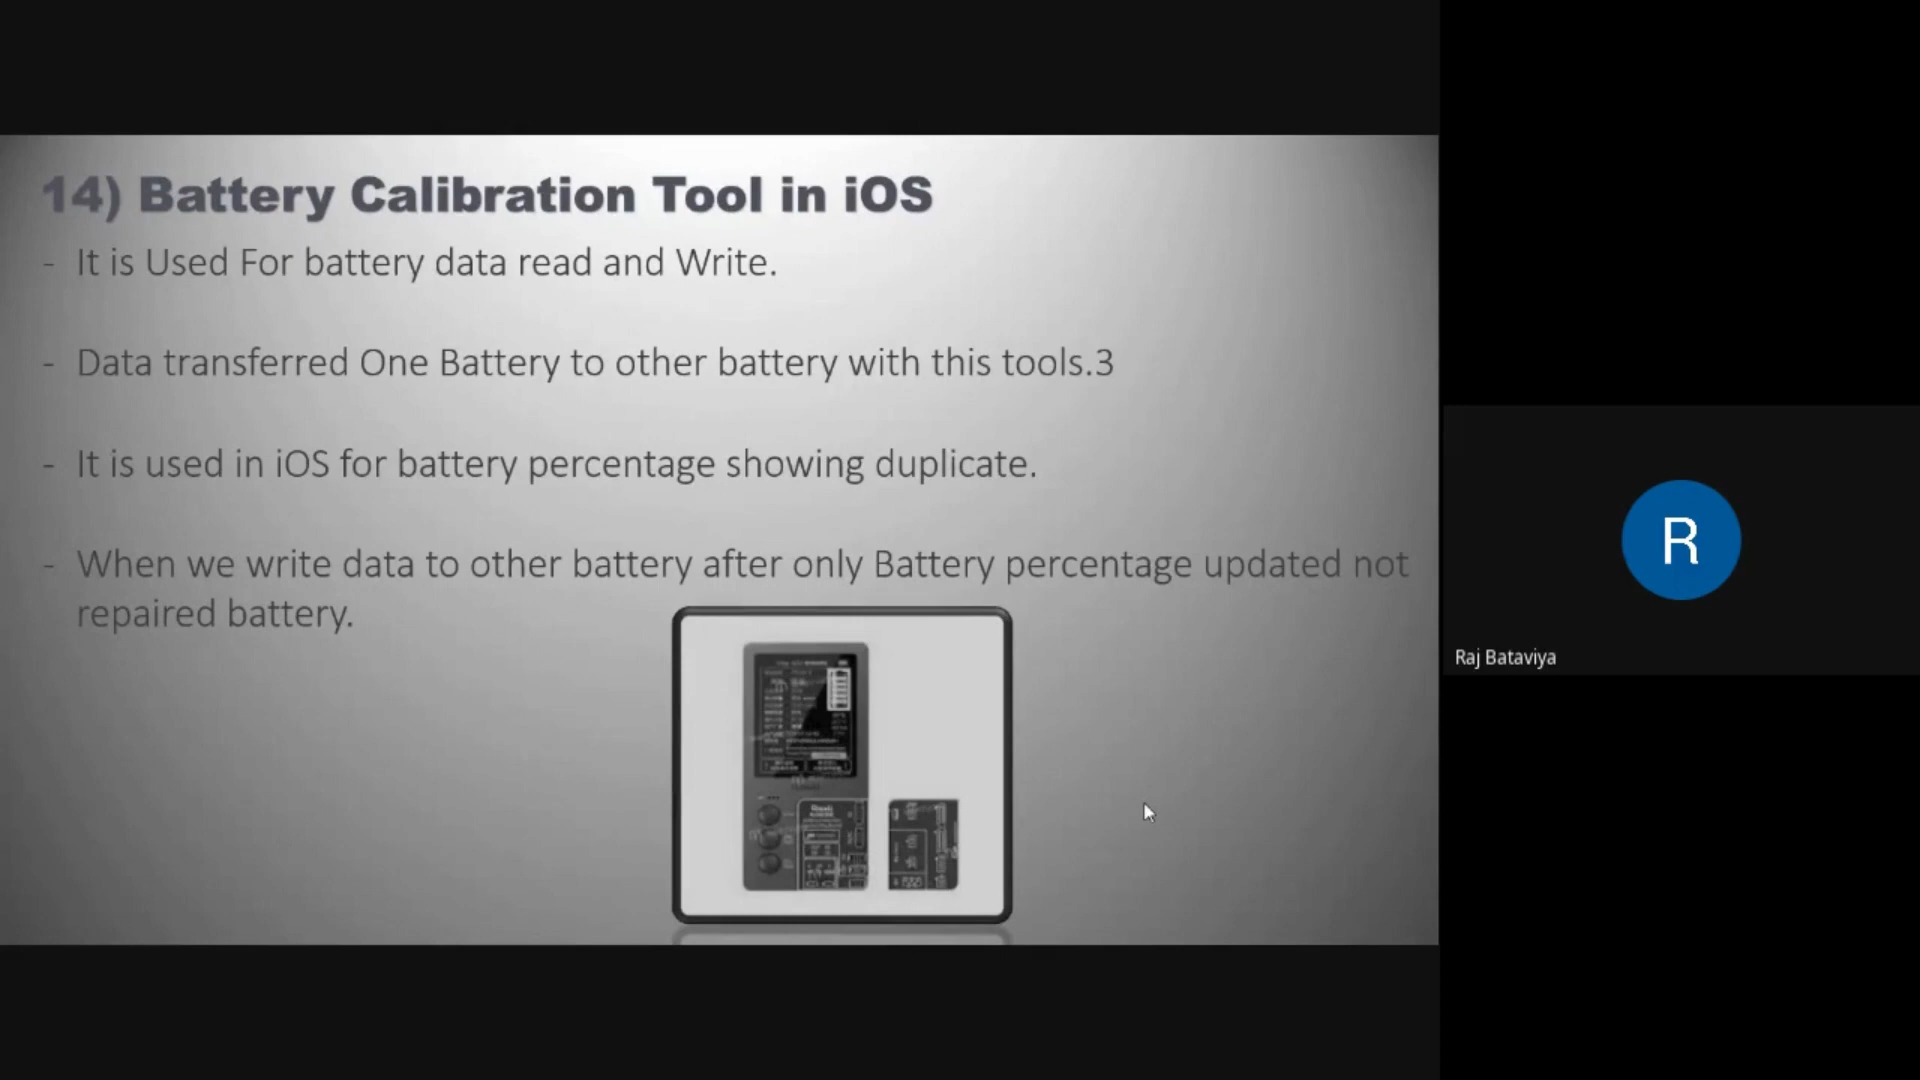 14) Battery Calibration Tool in iOS
- It is Used For battery data read and Write.
- Data transferred One Battery to other battery with this tools.3
- It is used in iOS for battery percentage showing duplicate.
- When we write data to other battery after only Battery percentage updated not
repaired battery.
R
Raj Bataviya